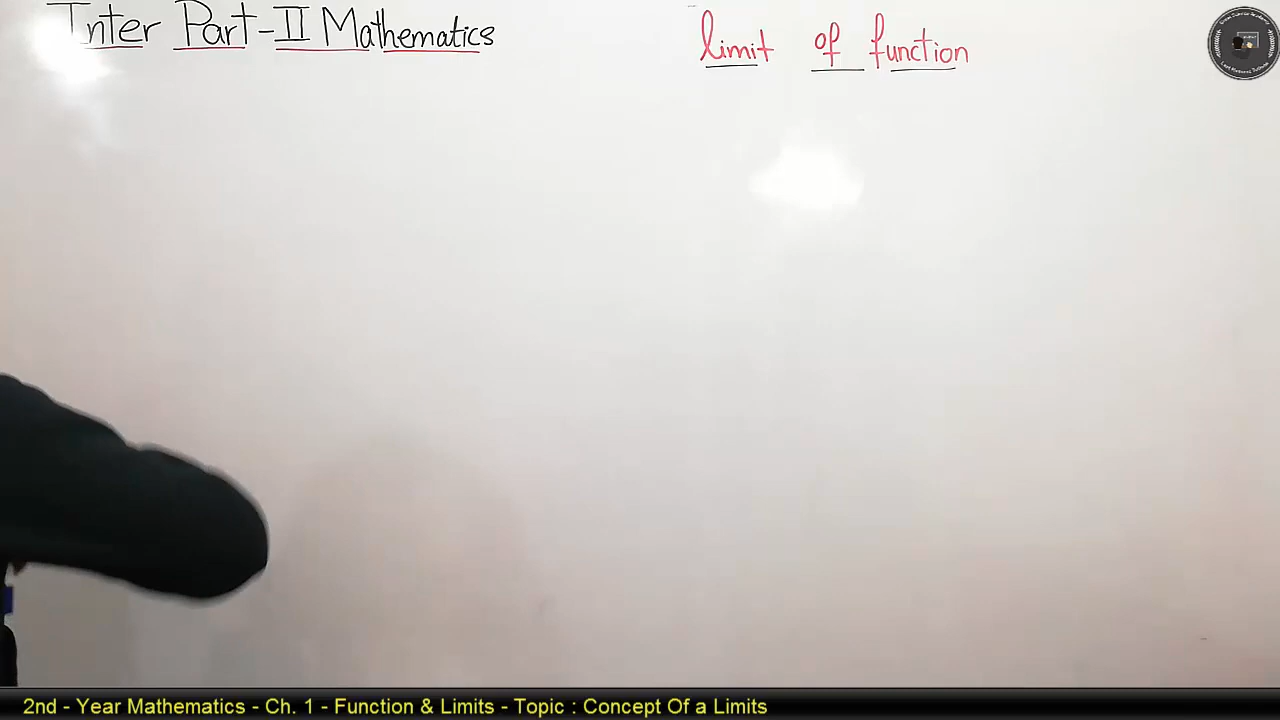 Inter Part-II Mathematics
limit of function
2nd - Year Mathematics - Ch. 1 - Function & Limits - Topic : Concept Of a Limits